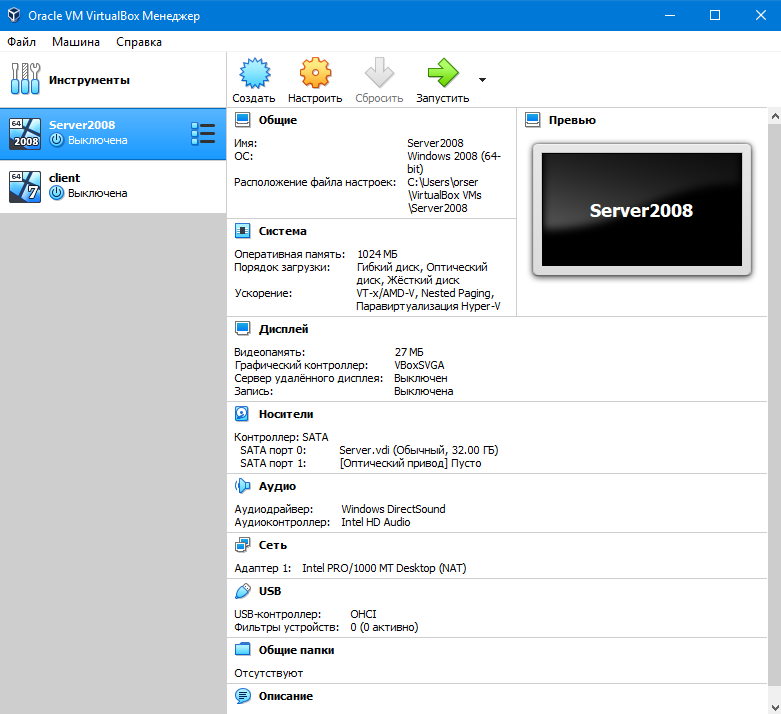 Oracle VM VirtualBox Менеджер
Файл Машина Справка
Инструменты
Создать Настроить Сбросить Запустить
64
2008
Server2008
Выключена
64
7
client
Выключена
Общие
Имя: Server2008
ОС: Windows 2008 (64-
bit)
Расположение файла настроек: C:\Users\orser
\VirtualBox VMs
\Server2008
Превью
Server2008
Система
Оперативная память: 1024 МБ
Порядок загрузки: Гибкий диск, Оптический
диск, Жёсткий диск
Ускорение: VT-x/AMD-V, Nested Paging,
Паравиртуализация Hyper-V
Дисплей
Видеопамять: 27 МБ
Графический контроллер: VBoxSVGA
Сервер удалённого дисплея: Выключен
Запись: Выключена
Носители
Контроллер: SATA
SATA порт 0: Server.vdi (Обычный, 32.00 ГБ)
SATA порт 1: [Оптический привод] Пусто
Аудио
Аудиодрайвер: Windows DirectSound
Аудиоконтроллер: Intel HD Audio
Сеть
Адаптер 1: Intel PRO/1000 MT Desktop (NAT)
USB
USB-контроллер: OHCI
Фильтры устройств: 0 (0 активно)
Общие папки
Отсутствуют
Описание